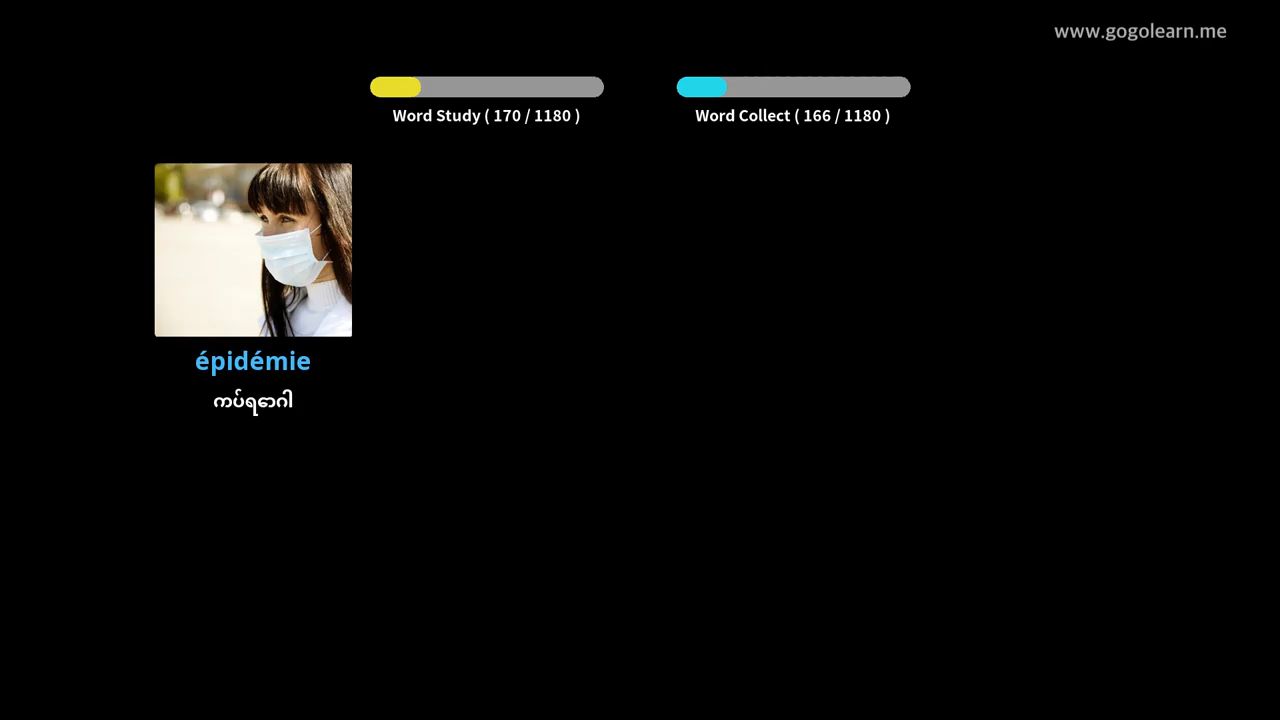 www.gogolearn.me
Word Study ( 170 / 1180 )
Word Collect ( 166 / 1180 )
épidémie
ကပ်ရောဂါ